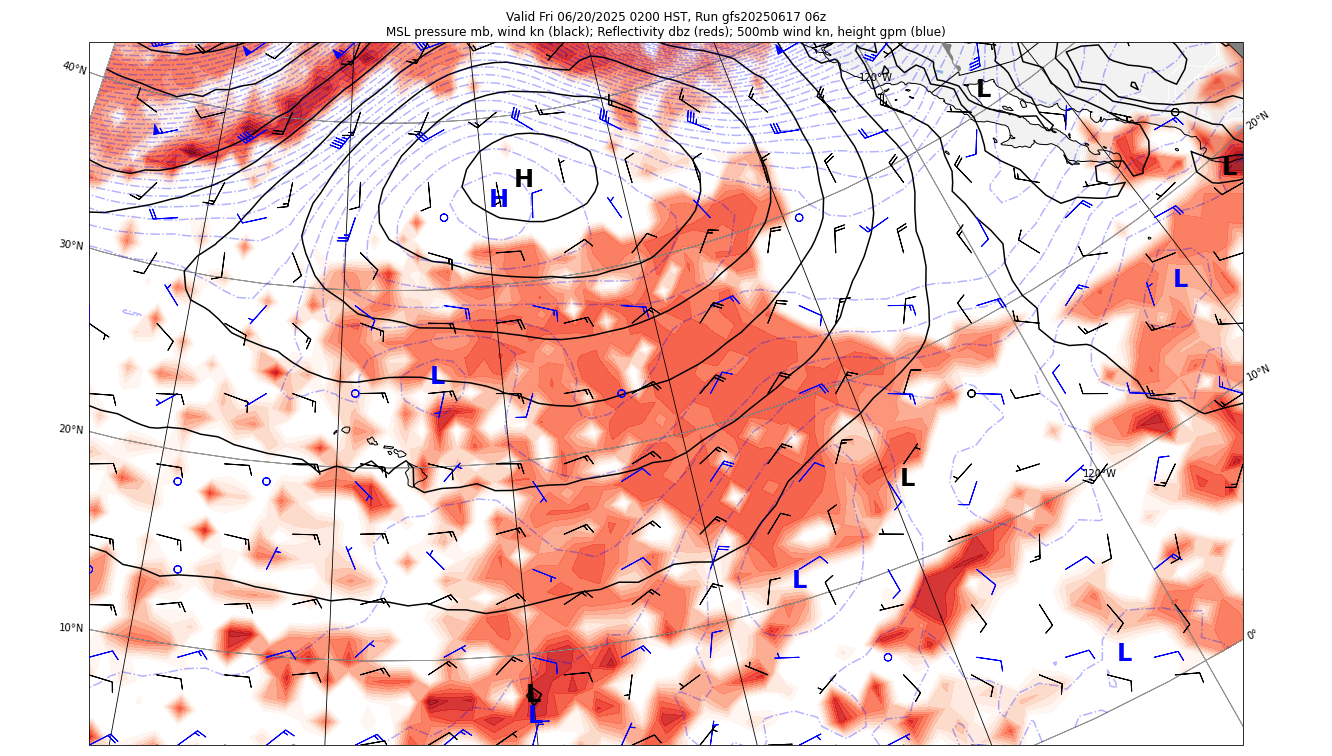 Valid Fri 06/20/2025 0200 HST, Run gfs20250617 06z
MSL pressure mb, wind kn (black); Reflectivity dbz (reds); 500mb wind kn, height gpm (blue)
40°N
120°W
L
20°N
L
H
H
30°N
L
L
10°N
20°N
L
120°W
L
10°N
0°
L
L
L